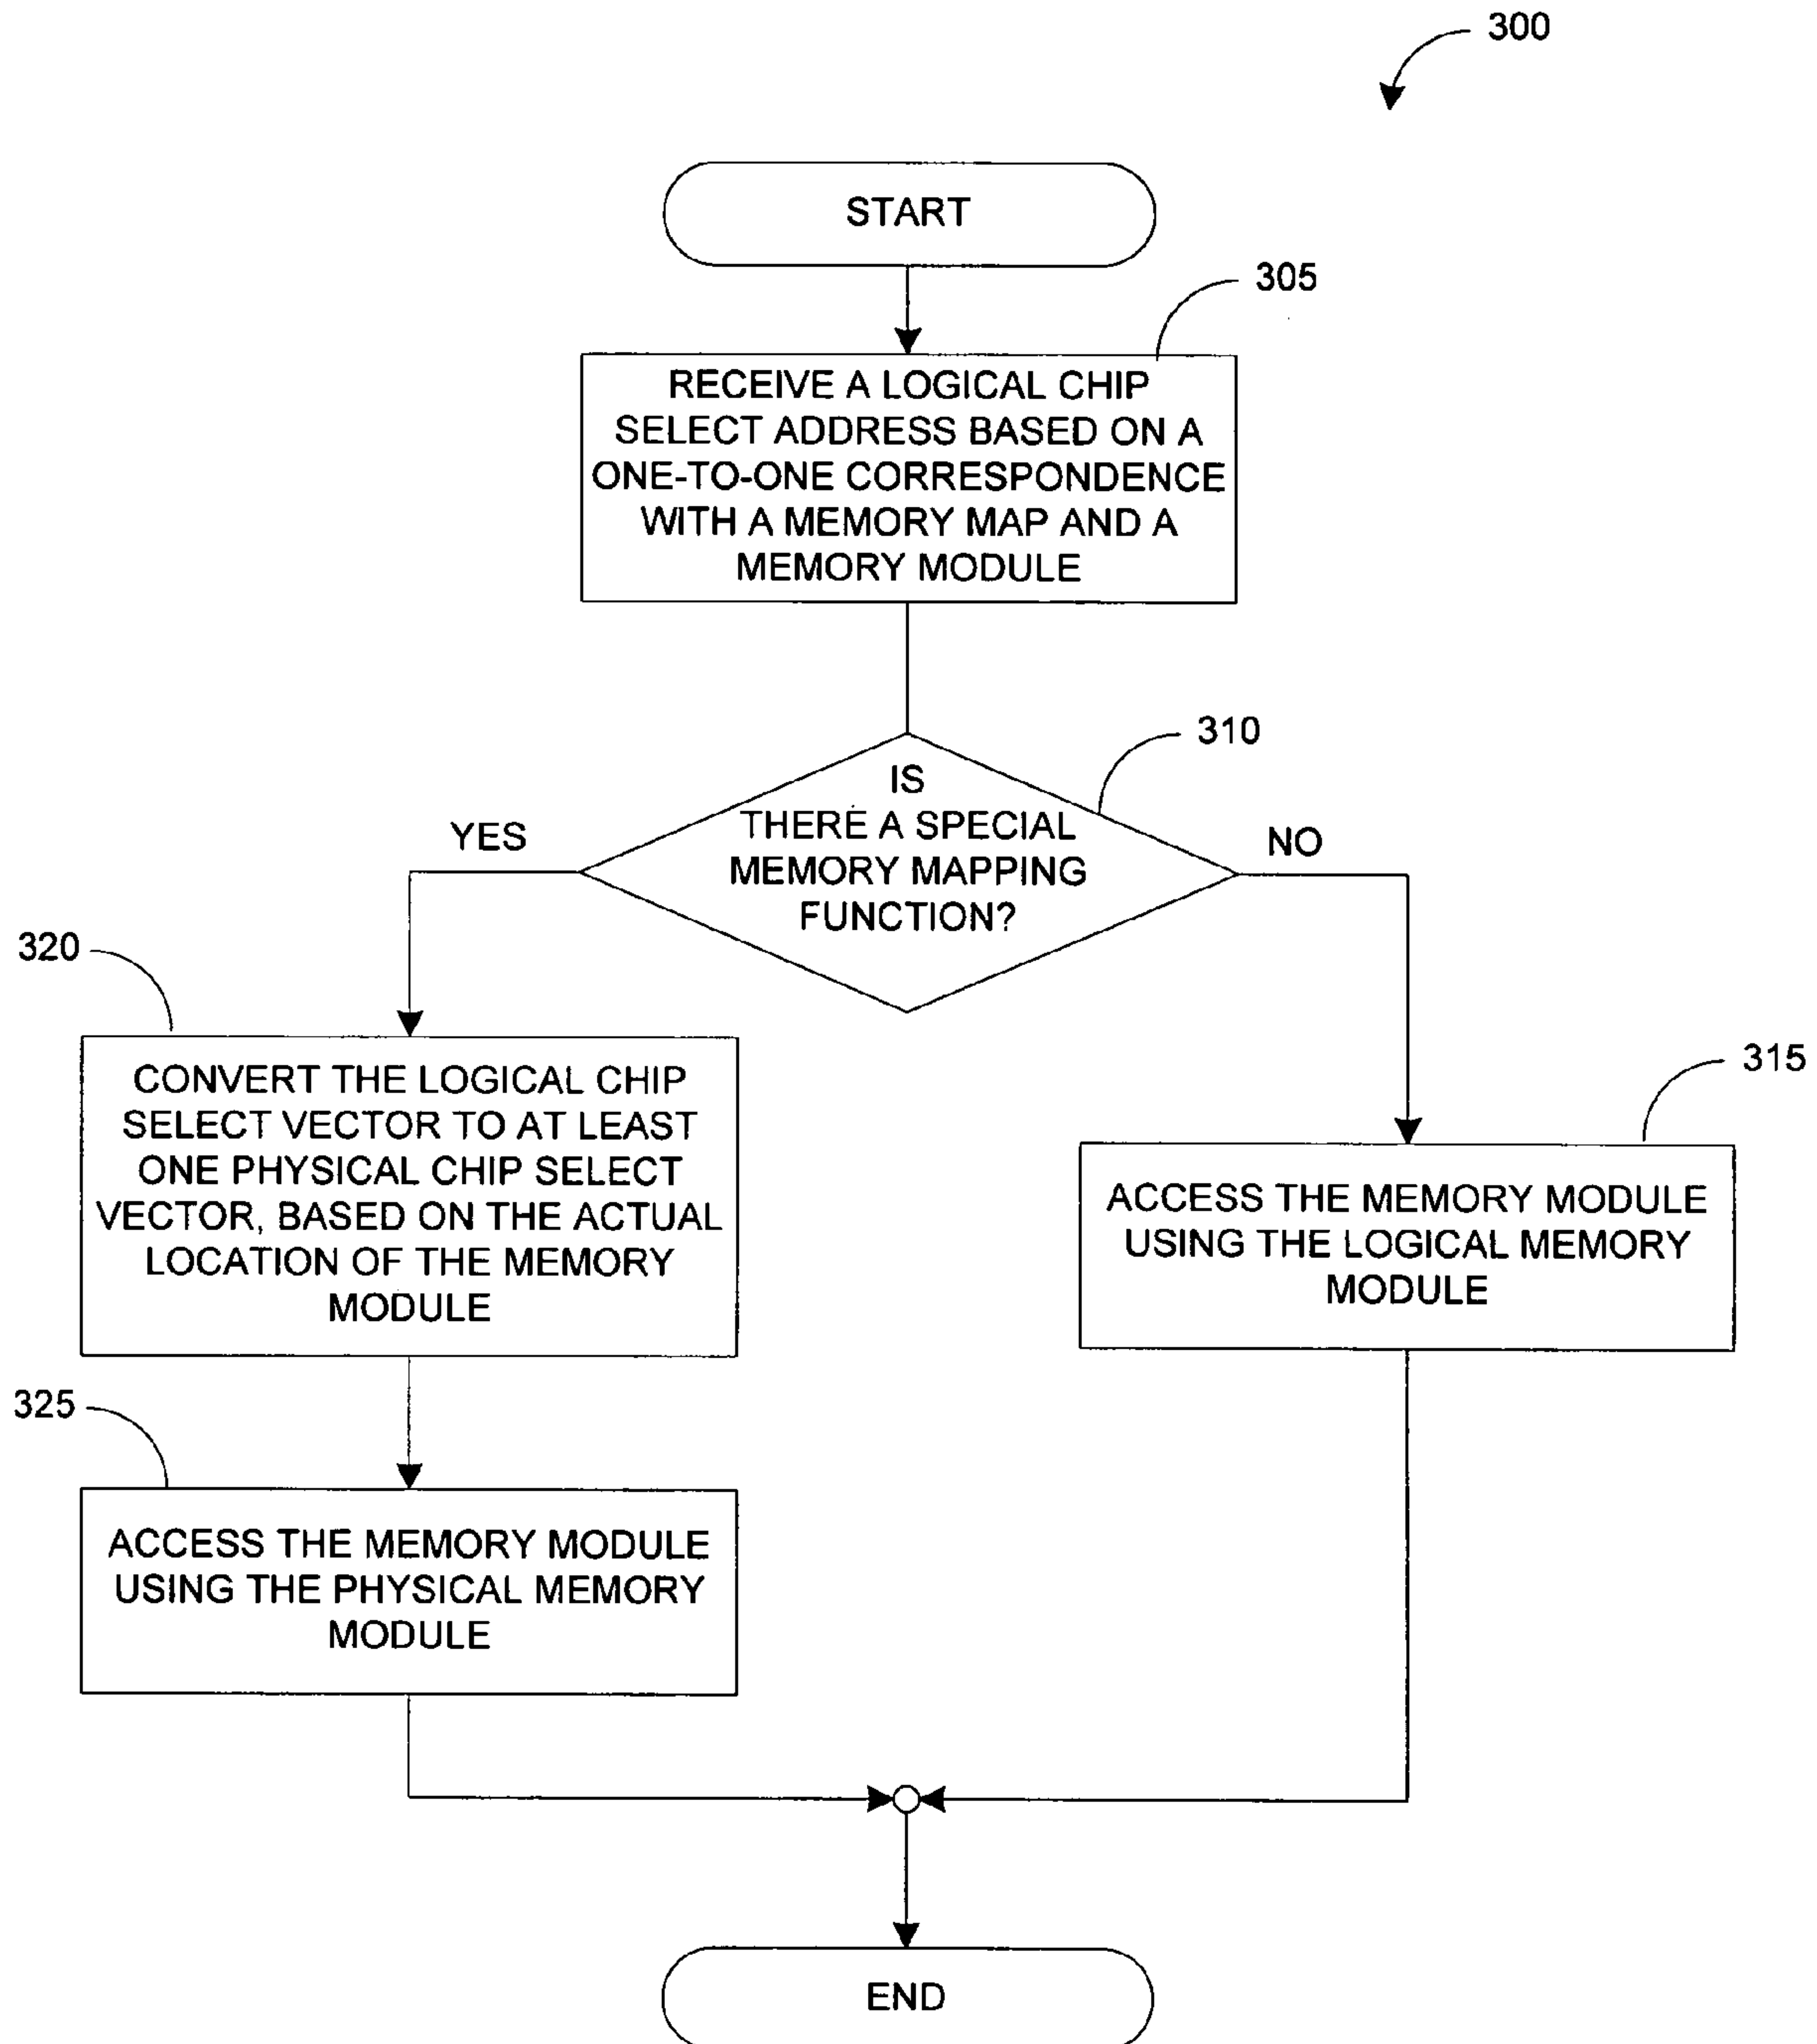 300
START
305
RECEIVE A LOGICAL CHIP
SELECT ADDRESS BASED ON A
ONE-TO-ONE CORRESPONDENCE
WITH A MEMORY MAP AND A
MEMORY MODULE
310
IS
THERE A SPECIAL
MEMORY MAPPING
FUNCTION?
YES
NO
320
CONVERT THE LOGICAL CHIP
SELECT VECTOR TO AT LEAST
ONE PHYSICAL CHIP SELECT
VECTOR, BASED ON THE ACTUAL
LOCATION OF THE MEMORY
MODULE
315
ACCESS THE MEMORY MODULE
USING THE LOGICAL MEMORY
MODULE
325
ACCESS THE MEMORY MODULE
USING THE PHYSICAL MEMORY
MODULE
END